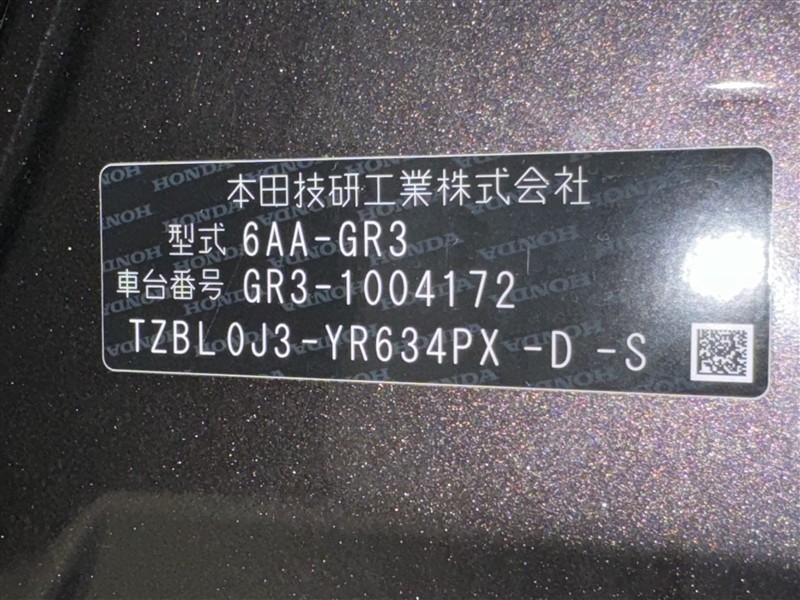 本田技研工業株式会社
型式 6AA-GR3
車台番号 GR3-1004172
TZBL0J3-YR634PX -D -S